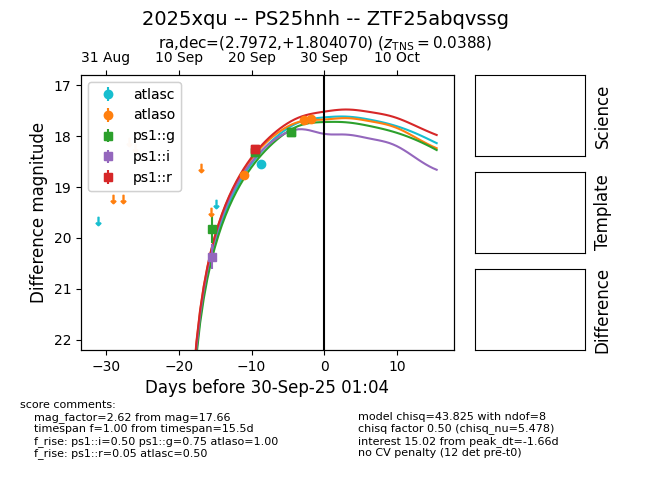 2025xqu -- PS25hnh -- ZTF25abqvssg
ra,dec=(2.7972,+1.804070) (z_TNS = 0.0388)
31 Aug 10 Sep 20 Sep 30 Sep 10 Oct
17
18
19
20
21
22
Difference magnitude
atlasc
atlaso
ps1::g
ps1::i
ps1::r
−30 −20 −10 0 10
Days before 30-Sep-25 01:04
Science
Template
Difference
score comments:
mag_factor=2.62 from mag=17.66
timespan f=1.00 from timespan=15.5d
f_rise: ps1::i=0.50 ps1::g=0.75 atlaso=1.00
f_rise: ps1::r=0.05 atlasc=0.50
model chisq=43.825 with ndof=8
chisq factor 0.50 (chisq_nu=5.478)
interest 15.02 from peak_dt=-1.66d
no CV penalty (12 det pre-t0)